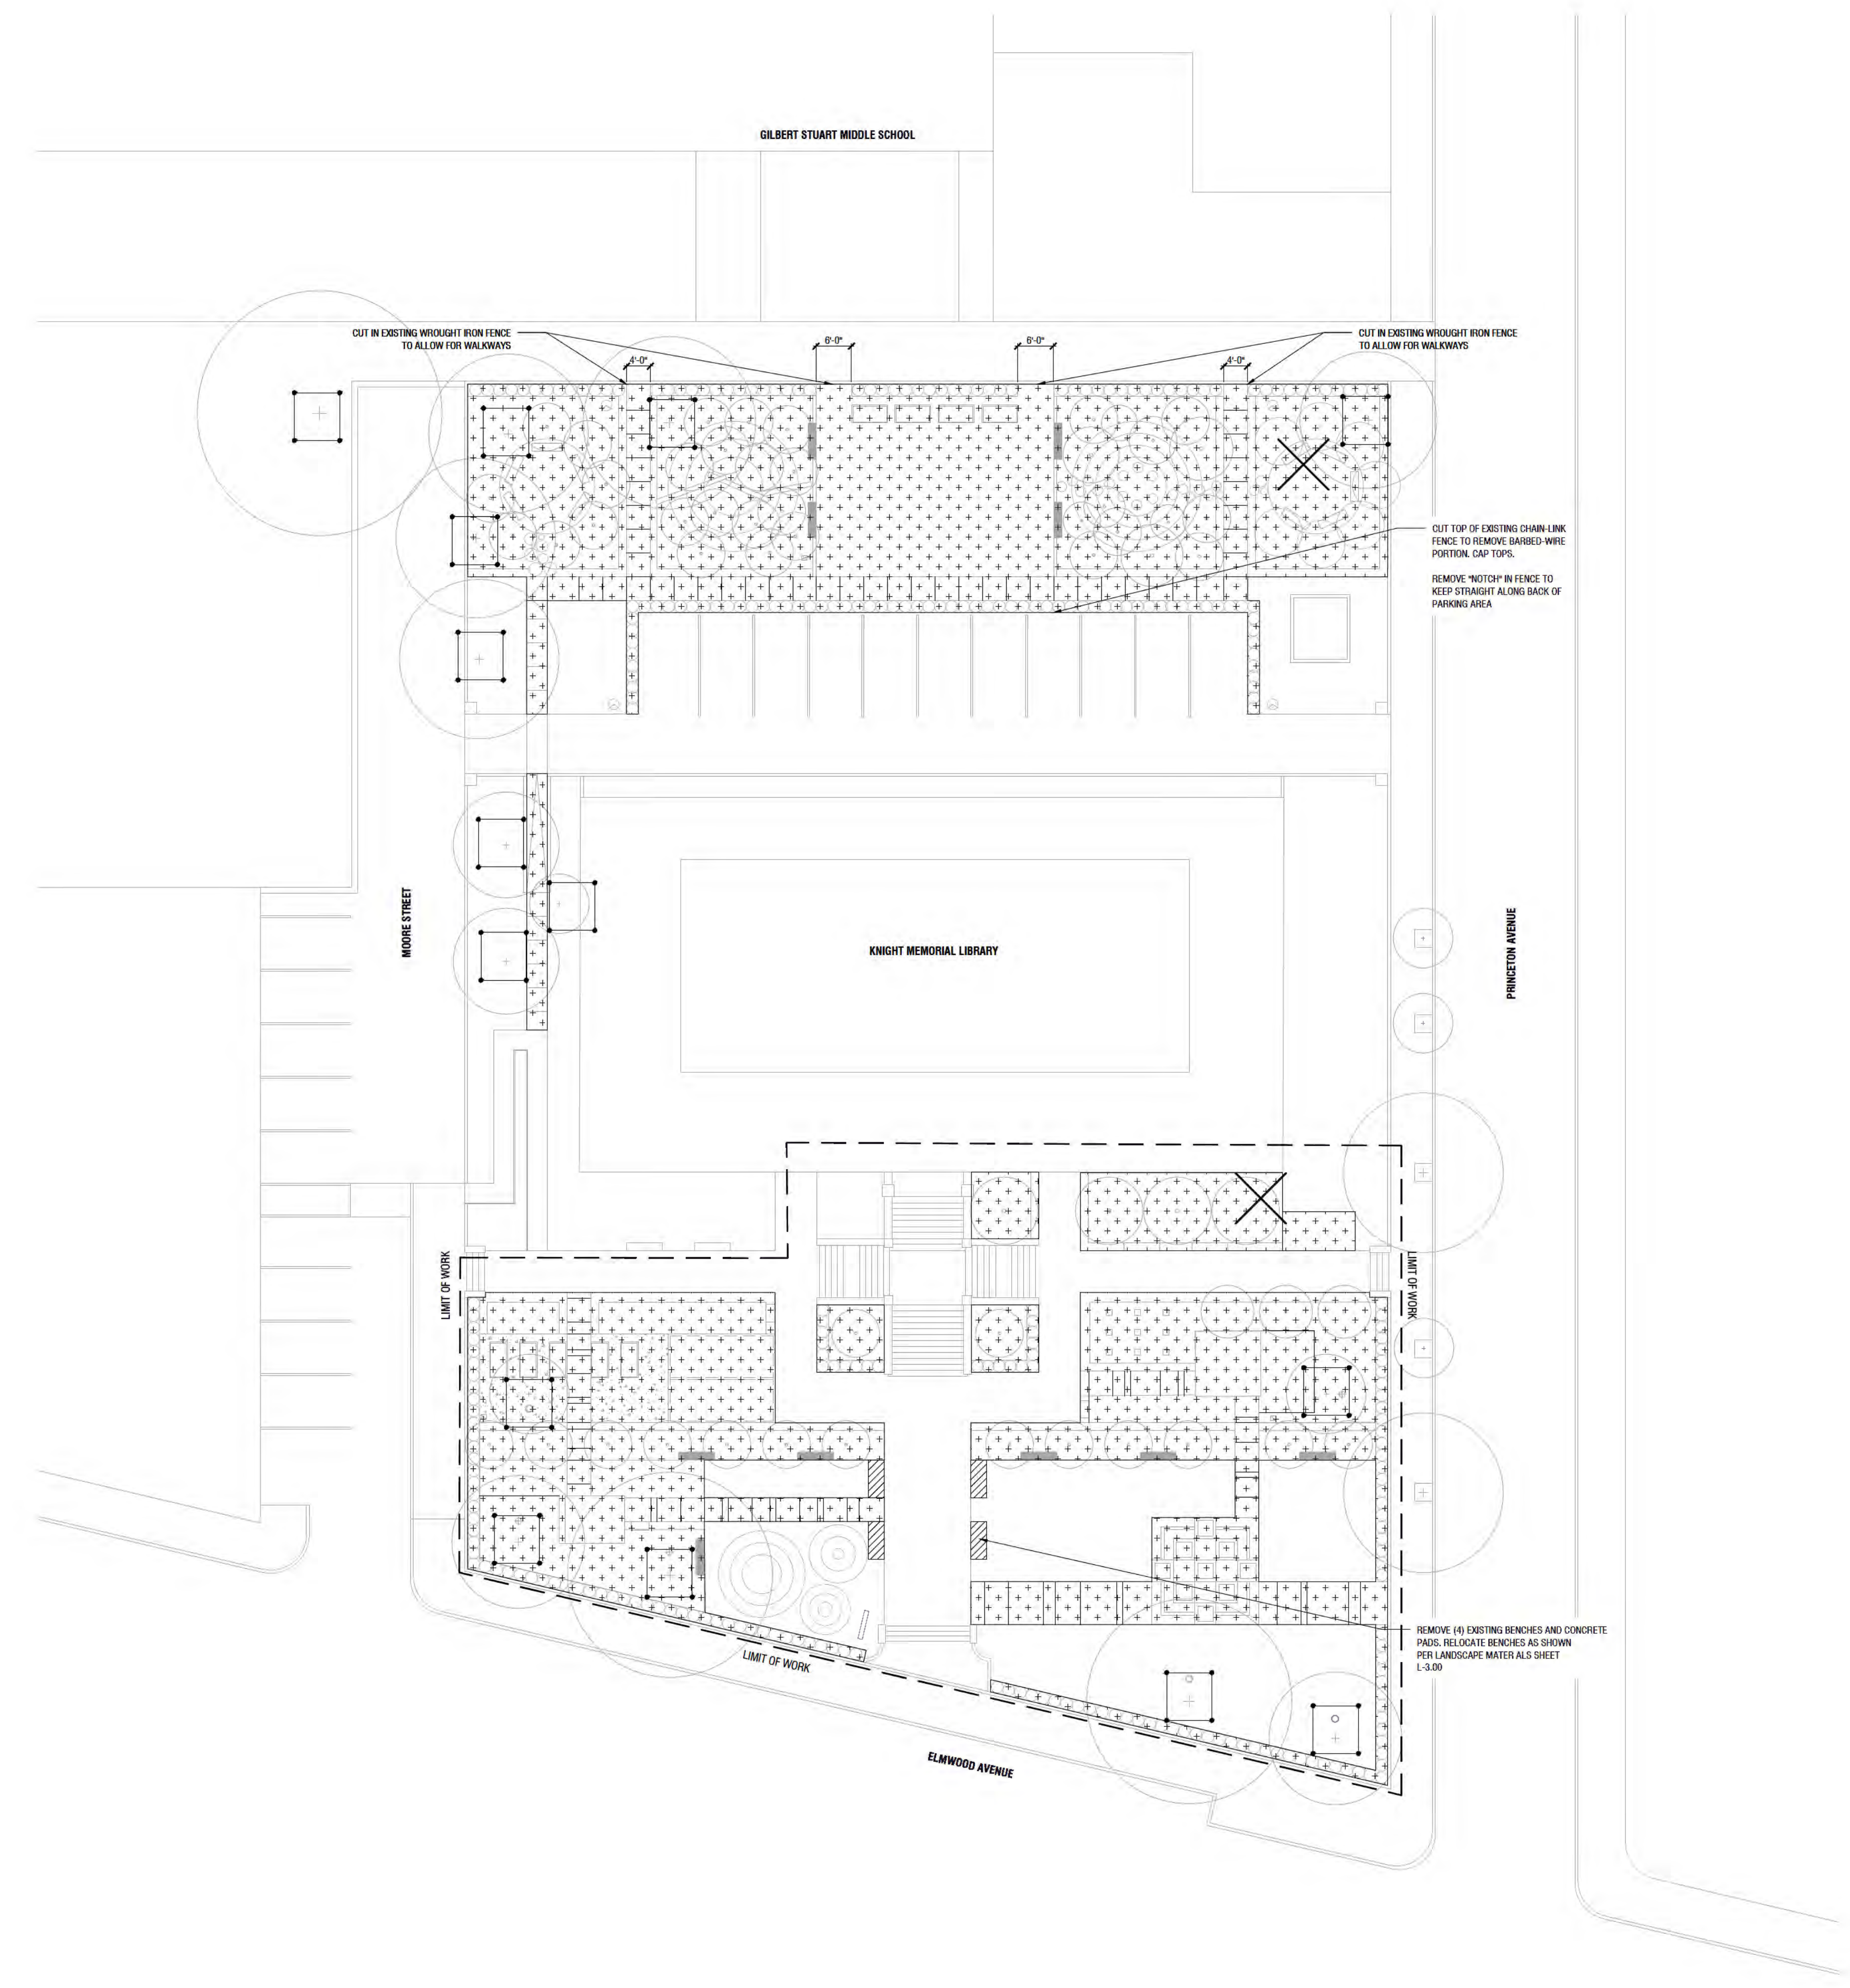 GILBERT STUART MIDDLE SCHOOL
CUT IN EXISTING WROUGHT IRON FENCE
TO ALLOW FOR WALKWAYS
6'-0"
6'-0"
CUT IN EXISTING WROUGHT IRON FENCE
TO ALLOW FOR WALKWAYS
4'-0"
4'-0"
CUT TOP OF EXISTING CHAIN-LINK
FENCE TO REMOVE BARBED-WIRE
PORTION. CAP TOPS.
REMOVE "NOTCH" IN FENCE TO
KEEP STRAIGHT ALONG BACK OF
PARKING AREA
MOORE STREET
KNIGHT MEMORIAL LIBRARY
PRINCETON AVENUE
LIMIT OF WORK
LIMIT OF WORK
REMOVE (4) EXISTING BENCHES AND CONCRETE
PADS. RELOCATE BENCHES AS SHOWN
PER LANDSCAPE MATER ALS SHEET
L-3.00
LIMIT OF WORK
ELMWOOD AVENUE